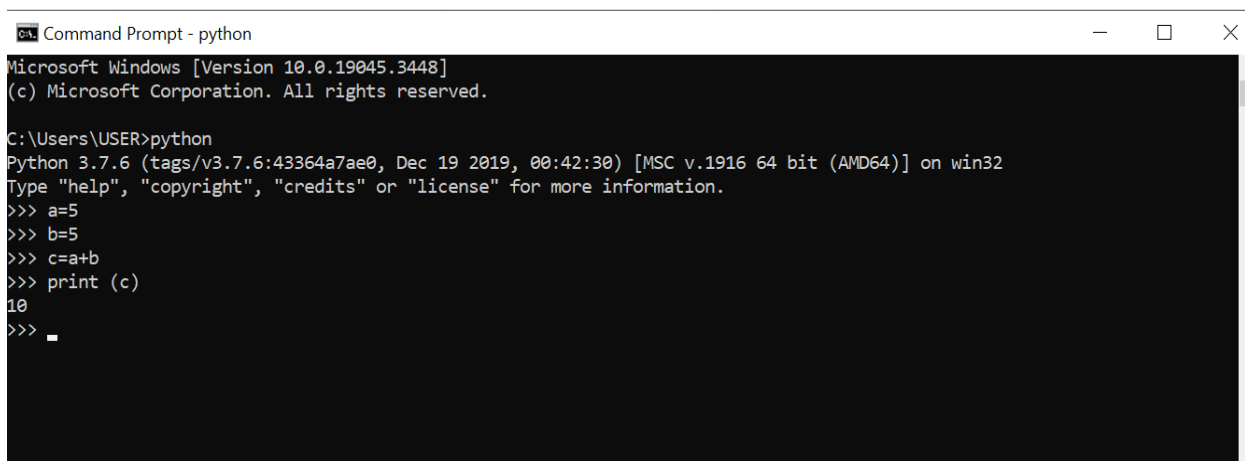 Command Prompt - python
Microsoft Windows [Version 10.0.19045.3448]
(c) Microsoft Corporation. All rights reserved.
C:\Users\USER>python
Python 3.7.6 (tags/v3.7.6:43364a7ae0, Dec 19 2019, 00:42:30) [MSC v.1916 64 bit (AMD64)] on win32
Type "help", "copyright", "credits" or "license" for more information.
>>> a=5
>>> b=5
>>> c=a+b
>>> print (c)
10
>>>